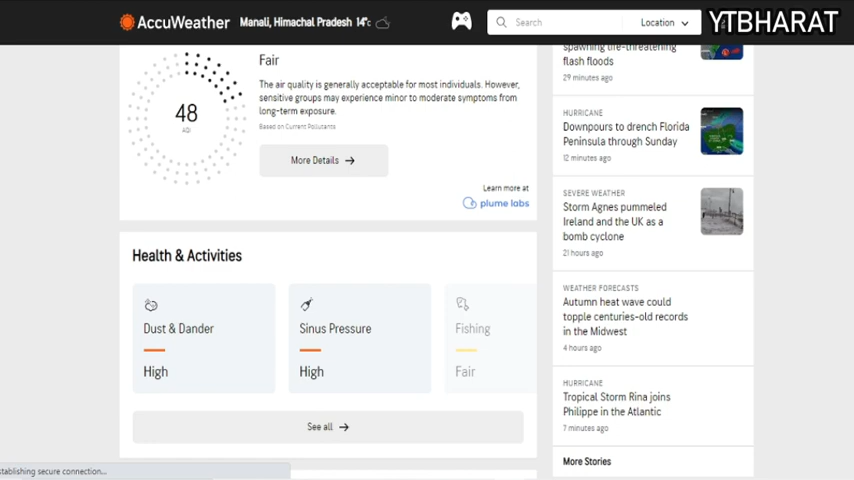 AccuWeather
Manali, Himachal Pradesh 14°C
Search
Location
YTBHARAT
Fair
The air quality is generally acceptable for most individuals. However,
sensitive groups may experience minor to moderate symptoms from
long-term exposure.
Based on Current Pollutants
48
AQI
More Details →
Learn more at
plume labs
Health & Activities
Dust & Dander
High
Sinus Pressure
High
Fishing
Fair
See all →
spawning life-threatening
flash floods
29 minutes ago
HURRICANE
Downpours to drench Florida
Peninsula through Sunday
12 minutes ago
SEVERE WEATHER
Storm Agnes pummeled
Ireland and the UK as a
bomb cyclone
21 hours ago
WEATHER FORECASTS
Autumn heat wave could
topple centuries-old records
in the Midwest
4 hours ago
HURRICANE
Tropical Storm Rina joins
Philippe in the Atlantic
7 minutes ago
More Stories
stablishing secure connection...